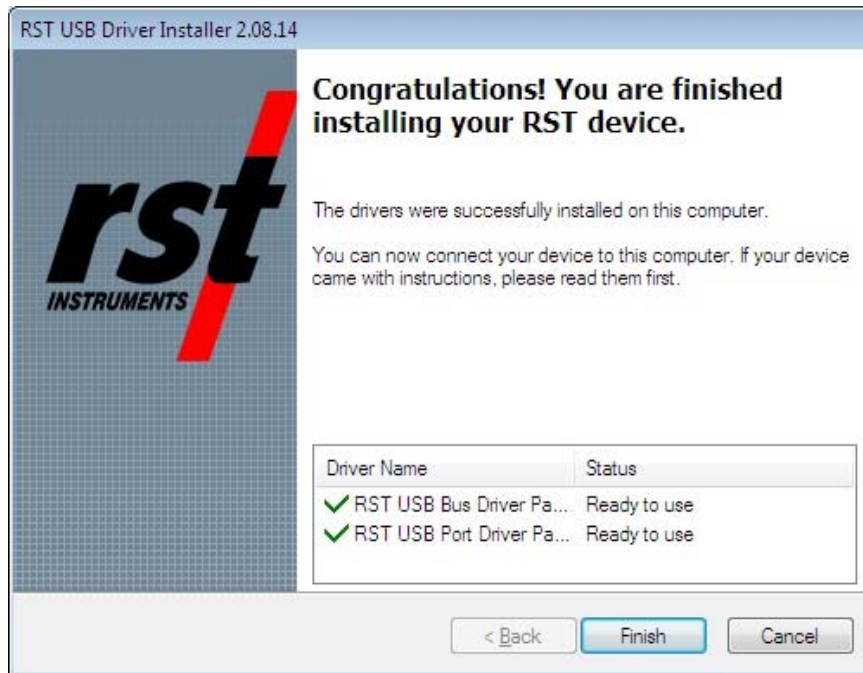 RST USB Driver Installer 2.08.14
Congratulations! You are finished
installing your RST device.
rst
INSTRUMENTS
The drivers were successfully installed on this computer.
You can now connect your device to this computer. If your device
came with instructions, please read them first.
Driver Name Status
RST USB Bus Driver Pa... Ready to use
RST USB Port Driver Pa... Ready to use
< Back Finish Cancel